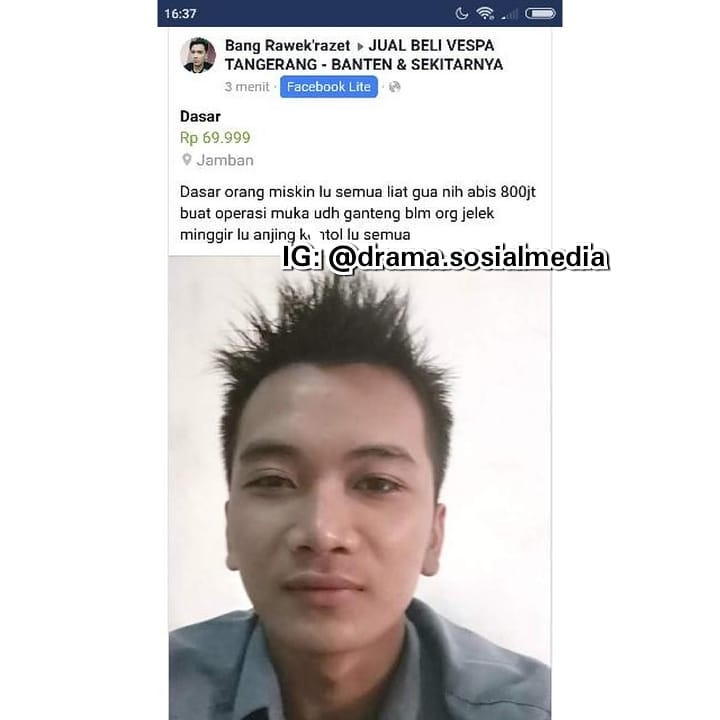 16:37
Bang Rawek'razet ▸ JUAL BELI VESPA
TANGERANG - BANTEN & SEKITARNYA
3 menit · Facebook Lite ·
Dasar
Rp 69.999
Jamban
Dasar orang miskin lu semua liat gua nih abis 800jt
buat operasi muka udh ganteng blm org jelek
minggir lu anjing lu semua
IG: @drama.sosialmedia